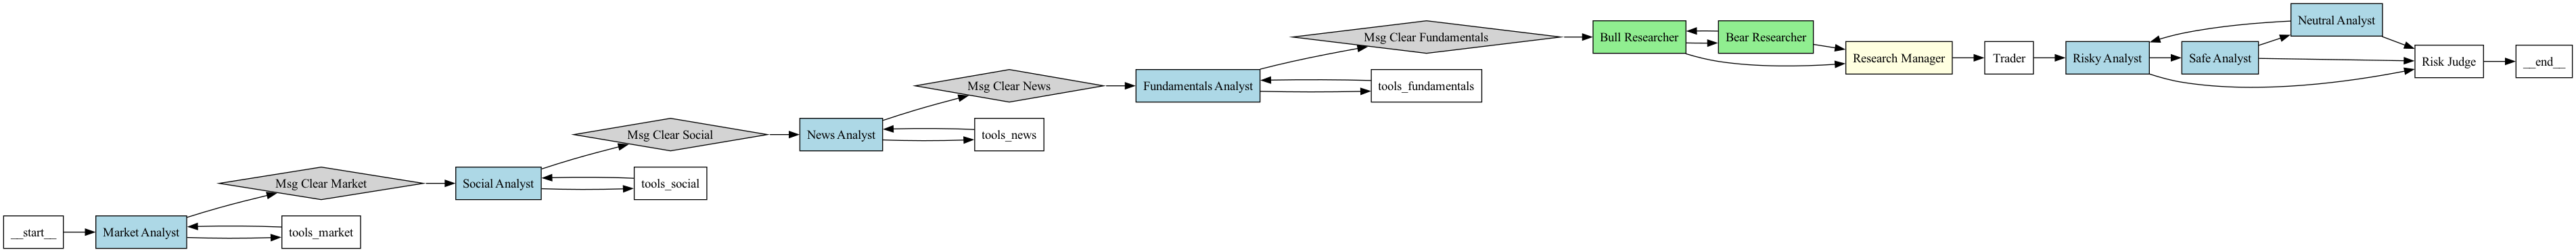 __start__
Market Analyst
tools_market
Msg Clear Market
Social Analyst
tools_social
Msg Clear Social
News Analyst
tools_news
Msg Clear News
Fundamentals Analyst
tools_fundamentals
Msg Clear Fundamentals
Bull Researcher
Bear Researcher
Research Manager
Trader
Risky Analyst
Safe Analyst
Neutral Analyst
Risk Judge
__end__